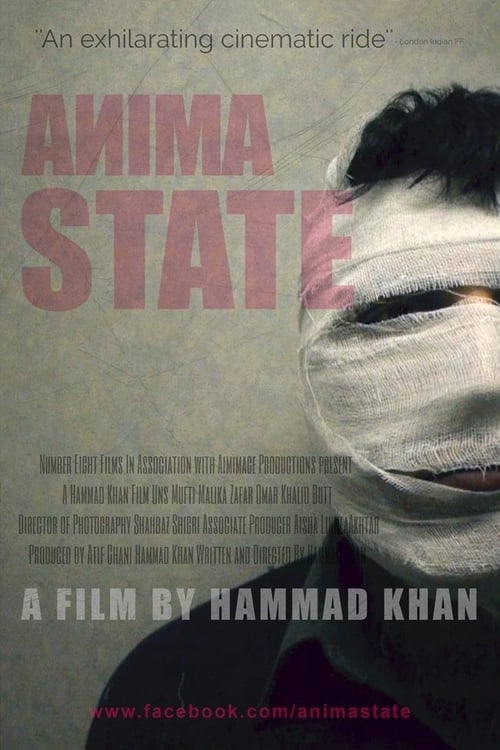 "An exhilarating cinematic ride" - London Indian FF
AИIMA
STATE
Number Eight Films In Association with Aimimage Productions present
A Hammad Khan Film Uns Mufti Malika Zafar Omar Khalid Butt
Director of Photography Shahbaz Shigri Associate Producer Aisha
Produced by Atif Ghani Hammad Khan Written and Directed By
A FILM BY HAMMAD KHAN
www.facebook.com/animastate